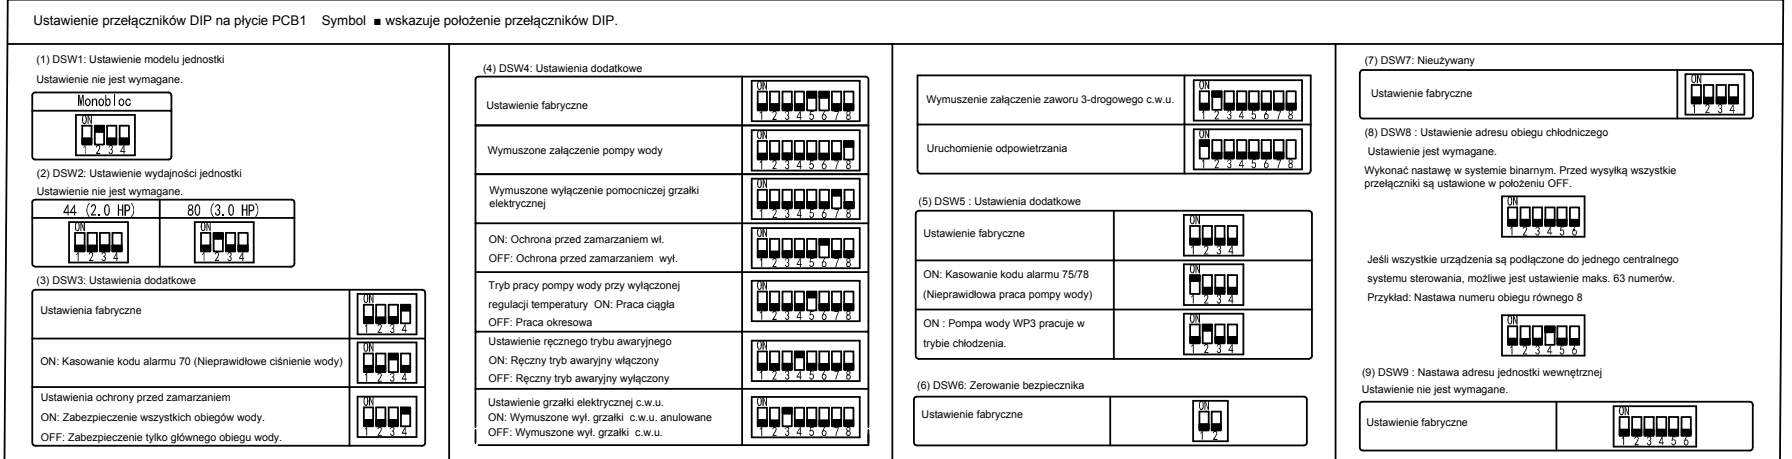 Ustawienie przełączników DIP na płycie PCB1 Symbol ■ wskazuje położenie przełączników DIP.
(1) DSW1: Ustawienie modelu jednostki
Ustawienie nie jest wymagane.
Monobloc
ON
1 2 3 4
(2) DSW2: Ustawienie wydajności jednostki
Ustawienie nie jest wymagane.
44 (2.0 HP) 80 (3.0 HP)
ON ON
1 2 3 4 1 2 3 4
(3) DSW3: Ustawienia dodatkowe
Ustawienia fabryczne
ON
1 2 3 4
ON: Kasowanie kodu alarmu 70 (Nieprawidłowe ciśnienie wody)
ON
1 2 3 4
Ustawienia ochrony przed zamarzaniem
ON: Zabezpieczenie wszystkich obiegów wody.
OFF: Zabezpieczenie tylko głównego obiegu wody.
ON
1 2 3 4
(4) DSW4: Ustawienia dodatkowe
Ustawienie fabryczne
ON
1 2 3 4 5 6 7 8
Wymuszone załączenie pompy wody
ON
1 2 3 4 5 6 7 8
Wymuszone wyłączenie pomocniczej grzałki
elektrycznej
ON
1 2 3 4 5 6 7 8
ON: Ochrona przed zamarzaniem wł.
OFF: Ochrona przed zamarzaniem wył.
ON
1 2 3 4 5 6 7 8
Tryb pracy pompy wody przy wyłączonej
regulacji temperatury ON: Praca ciągła
OFF: Praca okresowa
ON
1 2 3 4 5 6 7 8
Ustawienie ręcznego trybu awaryjnego
ON: Ręczny tryb awaryjny włączony
OFF: Ręczny tryb awaryjny wyłączony
ON
1 2 3 4 5 6 7 8
Ustawienie grzałki elektrycznej c.w.u.
ON: Wymuszone wył. grzałki c.w.u. anulowane
OFF: Wymuszone wył. grzałki c.w.u.
ON
1 2 3 4 5 6 7 8
Wymuszenie załączenie zaworu 3-drogowego c.w.u.
ON
1 2 3 4 5 6 7 8
Uruchomienie odpowietrzania
ON
1 2 3 4 5 6 7 8
(5) DSW5 : Ustawienia dodatkowe
Ustawienie fabryczne
ON
1 2 3 4
ON: Kasowanie kodu alarmu 75/78
(Nieprawidłowa praca pompy wody)
ON
1 2 3 4
ON : Pompa wody WP3 pracuje w
trybie chłodzenia.
ON
1 2 3 4
(6) DSW6: Zerowanie bezpiecznika
Ustawienie fabryczne
ON
1 2
(7) DSW7: Nieużywany
Ustawienie fabryczne
ON
1 2 3 4
(8) DSW8 : Ustawienie adresu obiegu chłodniczego
Ustawienie jest wymagane.
Wykonać nastawę w systemie binarnym. Przed wysyłką wszystkie
przełączniki są ustawione w położeniu OFF.
ON
1 2 3 4 5 6
Jeśli wszystkie urządzenia są podłączone do jednego centralnego
systemu sterowania, możliwe jest ustawienie maks. 63 numerów.
Przykład: Nastawa numeru obiegu równego 8
ON
1 2 3 4 5 6
(9) DSW9 : Nastawa adresu jednostki wewnętrznej
Ustawienie nie jest wymagane.
Ustawienie fabryczne
ON
1 2 3 4 5 6